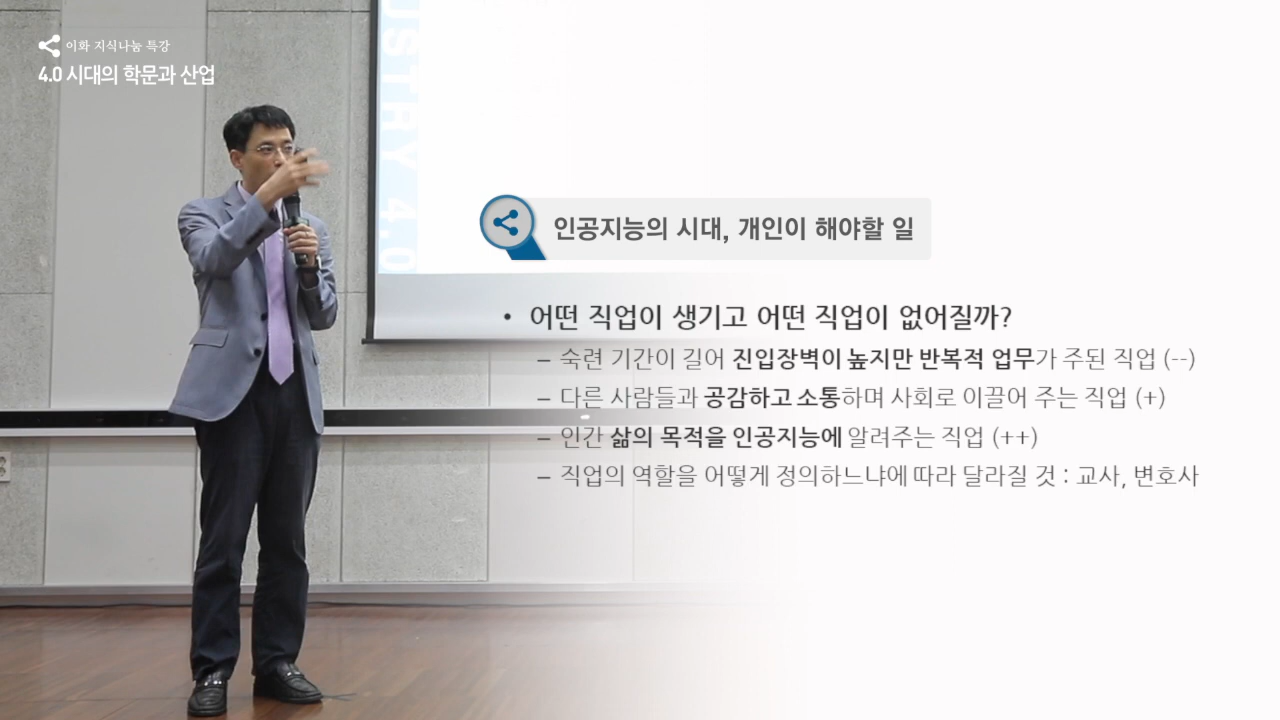 이화 지식나눔 특강
4.0 시대의 학문과 산업
USTRY 4.0
인공지능의 시대, 개인이 해야할 일
• 어떤 직업이 생기고 어떤 직업이 없어질까?
– 숙련 기간이 길어 진입장벽이 높지만 반복적 업무가 주된 직업 (--)
– 다른 사람들과 공감하고 소통하며 사회로 이끌어 주는 직업 (+)
– 인간 삶의 목적을 인공지능에 알려주는 직업 (++)
– 직업의 역할을 어떻게 정의하느냐에 따라 달라질 것 : 교사, 변호사